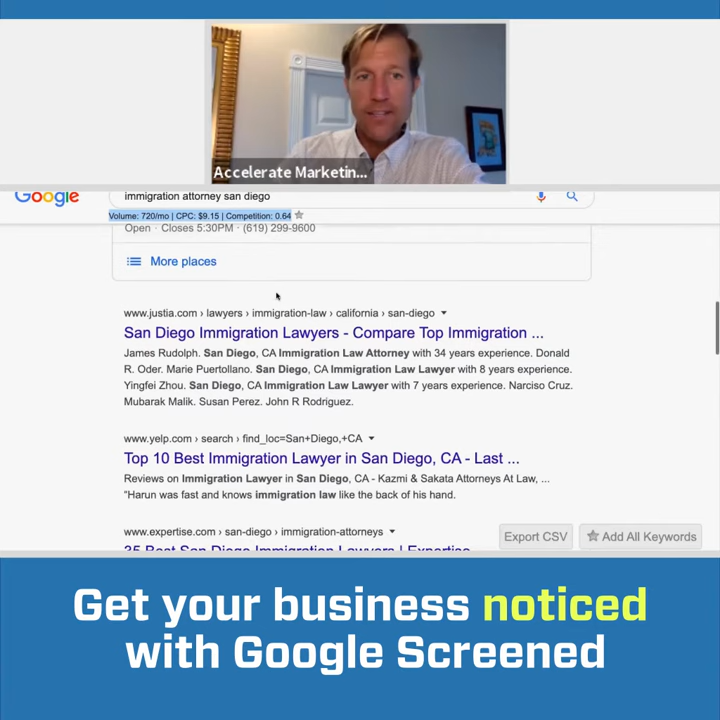 Accelerate Marketin...
Google
immigration attorney san diego
Volume: 720/mo | CPC: $9.15 | Competition: 0.64
Open · Closes 5:30PM · (619) 299-9600
More places
www.justia.com › lawyers › immigration-law › california › san-diego
San Diego Immigration Lawyers - Compare Top Immigration ...
James Rudolph. San Diego, CA Immigration Law Attorney with 34 years experience. Donald
R. Oder. Marie Puertollano. San Diego, CA Immigration Law Lawyer with 8 years experience.
Yingfei Zhou. San Diego, CA Immigration Law Lawyer with 7 years experience. Narciso Cruz.
Mubarak Malik. Susan Perez. John R Rodriguez.
www.yelp.com › search › find_loc=San+Diego,+CA
Top 10 Best Immigration Lawyer in San Diego, CA - Last ...
Reviews on Immigration Lawyer in San Diego, CA - Kazmi & Sakata Attorneys At Law, ...
"Harun was fast and knows immigration law like the back of his hand.
www.expertise.com › san-diego › immigration-attorneys
35 Best San Diego Immigration Lawyers | Expertise
Export CSV
Add All Keywords
Get your business noticed
with Google Screened